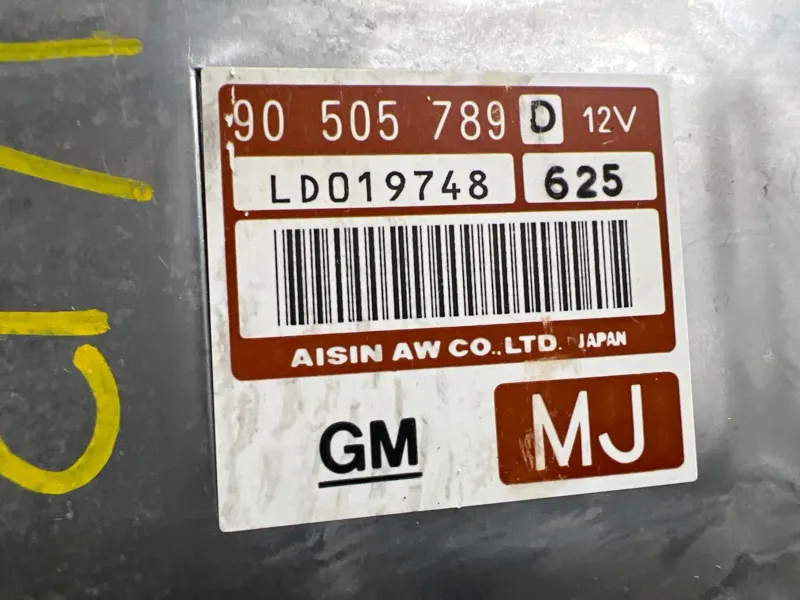 90 505 789 D 12V
LD019748 625
AISIN AW CO.,LTD. JAPAN
GM MJ